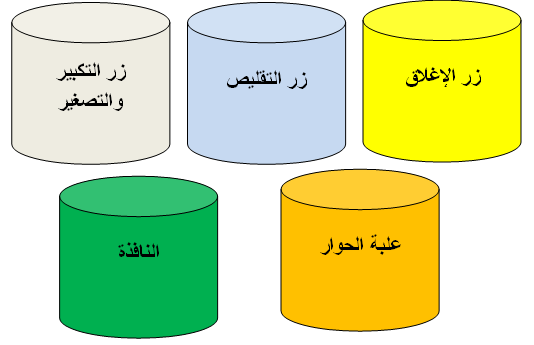 زر الإغلاق
زر التقليص
زر التكبير
والتصغير
علبة الحوار
النافذة